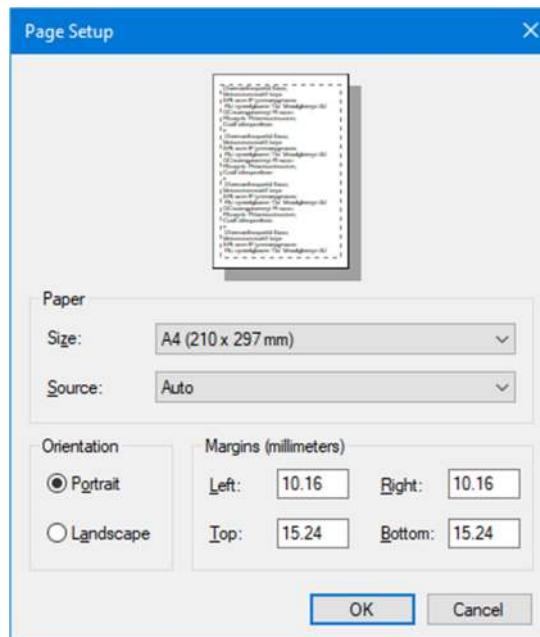 Page Setup
Paper
Size: A4 (210 x 297 mm)
Source: Auto
Orientation
Portrait
Landscape
Margins (millimeters)
Left: 10.16 Right: 10.16
Top: 15.24 Bottom: 15.24
OK Cancel